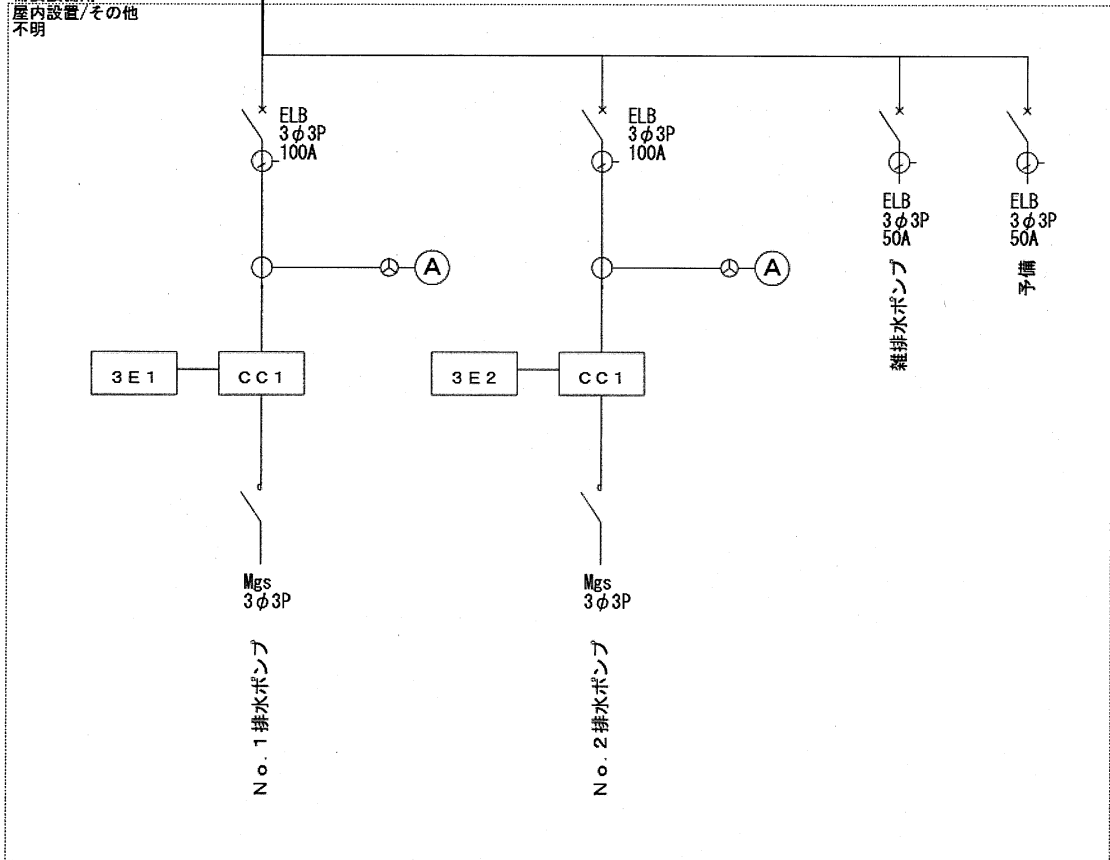 屋内設置/その他
不明
ELB
3φ3P
100A
ELB
3φ3P
100A
ELB
3φ3P
50A
雑排水ポンプ
ELB
3φ3P
50A
予備
A
A
3E1
CC1
3E2
CC1
Mgs
3φ3P
No.1排水ポンプ
Mgs
3φ3P
No.2排水ポンプ